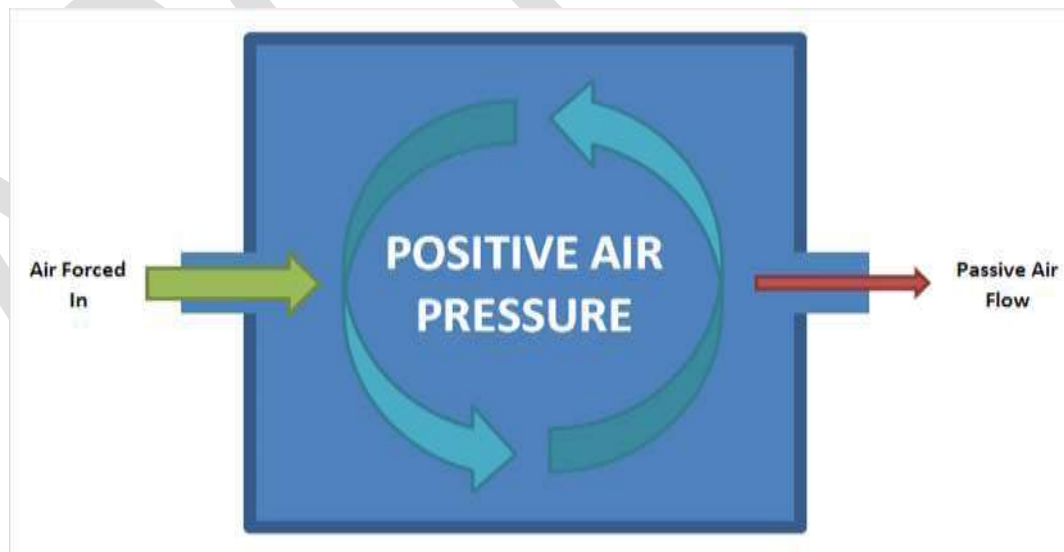 Air Forced
In
POSITIVE AIR
PRESSURE
Passive Air
Flow